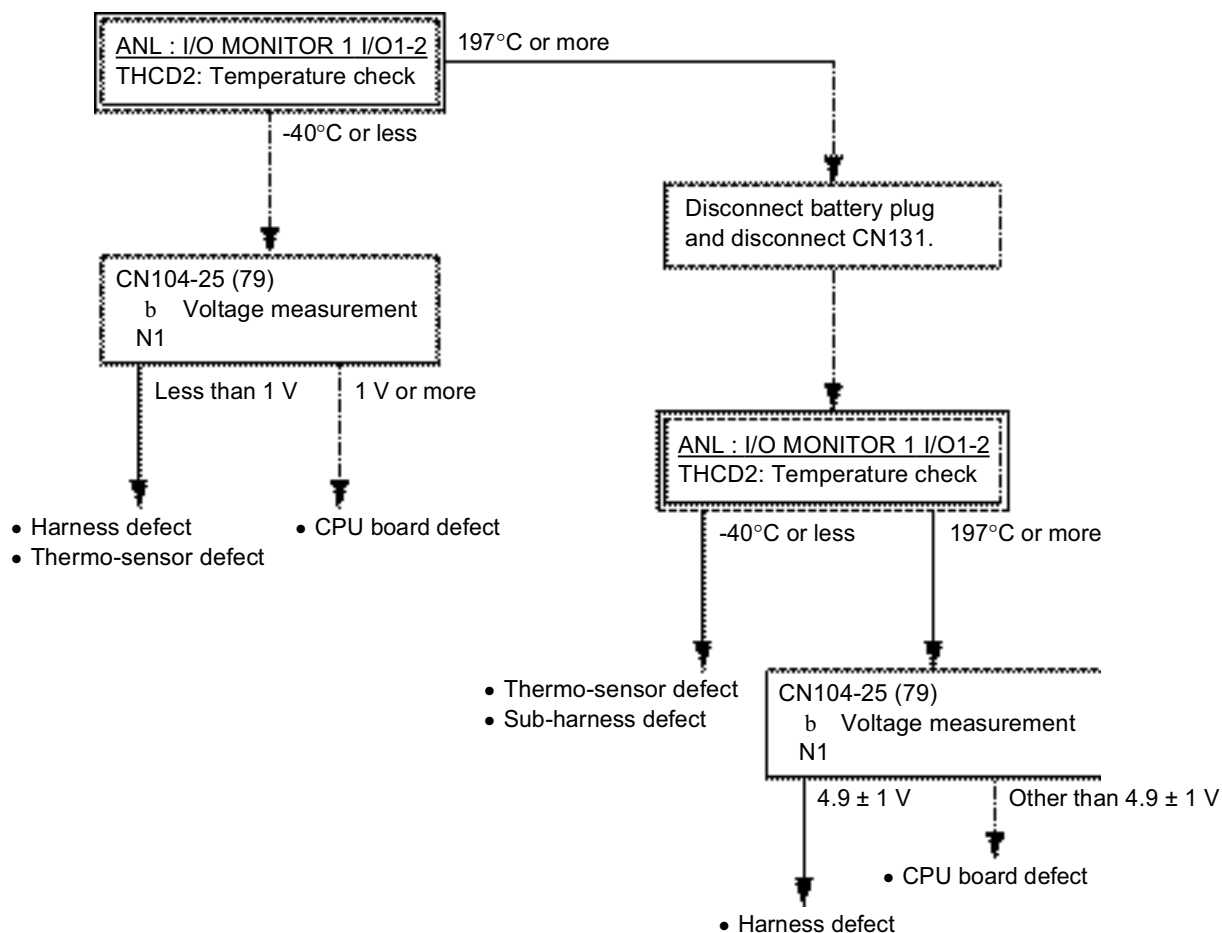 ANL : I/O MONITOR 1 I/O1-2
THCD2: Temperature check
197°C or more
-40°C or less
Disconnect battery plug
and disconnect CN131.
CN104-25 (79)
b Voltage measurement
N1
Less than 1 V
1 V or more
• Harness defect
• Thermo-sensor defect
• CPU board defect
ANL : I/O MONITOR 1 I/O1-2
THCD2: Temperature check
-40°C or less
197°C or more
• Thermo-sensor defect
• Sub-harness defect
CN104-25 (79)
b Voltage measurement
N1
4.9 ± 1 V
Other than 4.9 ± 1 V
• CPU board defect
• Harness defect